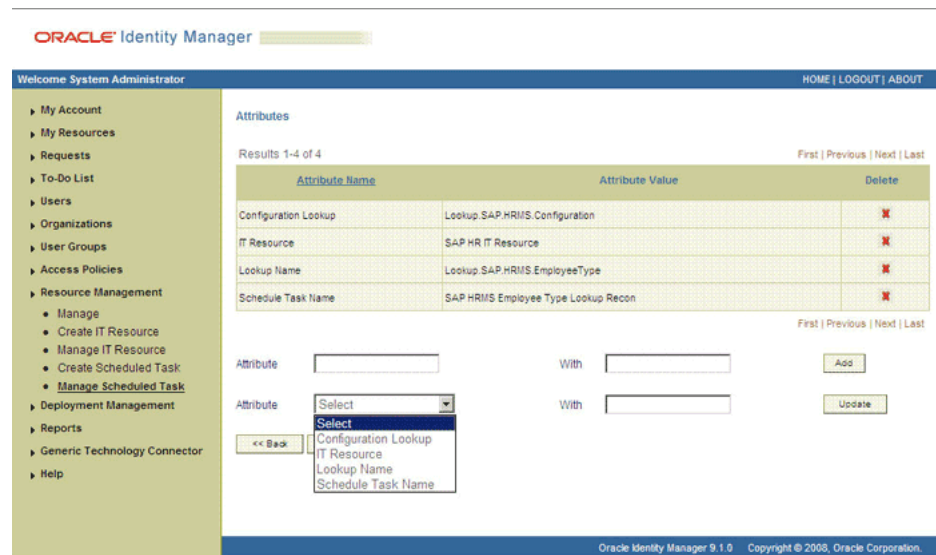 ORACLE Identity Manager
Welcome System Administrator
HOME | LOGOUT | ABOUT
My Account
My Resources
Requests
To-Do List
Users
Organizations
User Groups
Access Policies
Resource Management
Manage
Create IT Resource
Manage IT Resource
Create Scheduled Task
Manage Scheduled Task
Deployment Management
Reports
Generic Technology Connector
Help
Attributes
Results 1-4 of 4
First | Previous | Next | Last
Attribute Name Attribute Value Delete
Configuration Lookup Lookup.SAP.HRMS.Configuration
IT Resource SAP HR IT Resource
Lookup Name Lookup.SAP.HRMS.EmployeeType
Schedule Task Name SAP HRMS Employee Type Lookup Recon
First | Previous | Next | Last
Attribute With Add
Attribute Select With Update
Select
Configuration Lookup
IT Resource
Lookup Name
Schedule Task Name
<< Back
Oracle Identity Manager 9.1.0 Copyright © 2008, Oracle Corporation.